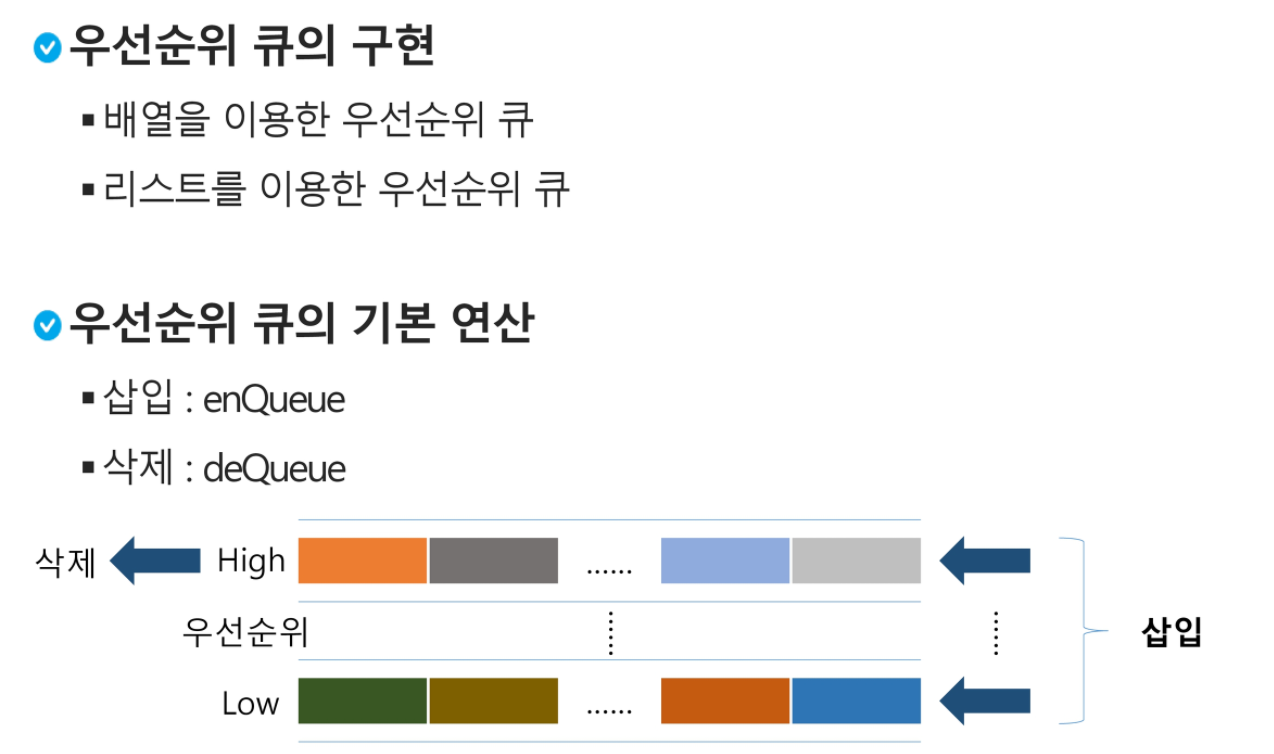 우선순위 큐의 구현
▪ 배열을 이용한 우선순위 큐
▪ 리스트를 이용한 우선순위 큐
우선순위 큐의 기본 연산
▪ 삽입 : enQueue
▪ 삭제 : deQueue
삭제 High ......
우선순위 삽입
Low ......